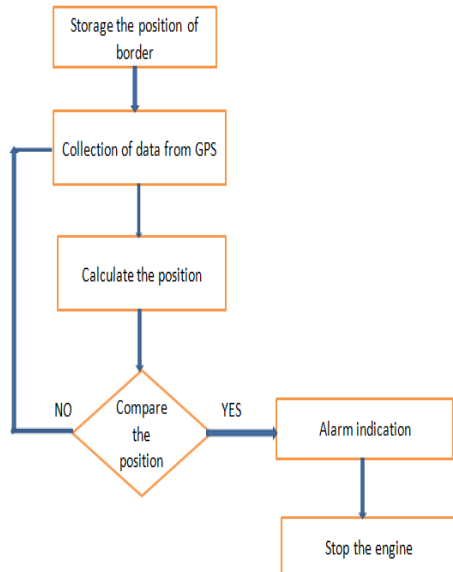 Storage the position of
border
Collection of data from GPS
Calculate the position
NO
Compare
the
position
YES
Alarm indication
Stop the engine